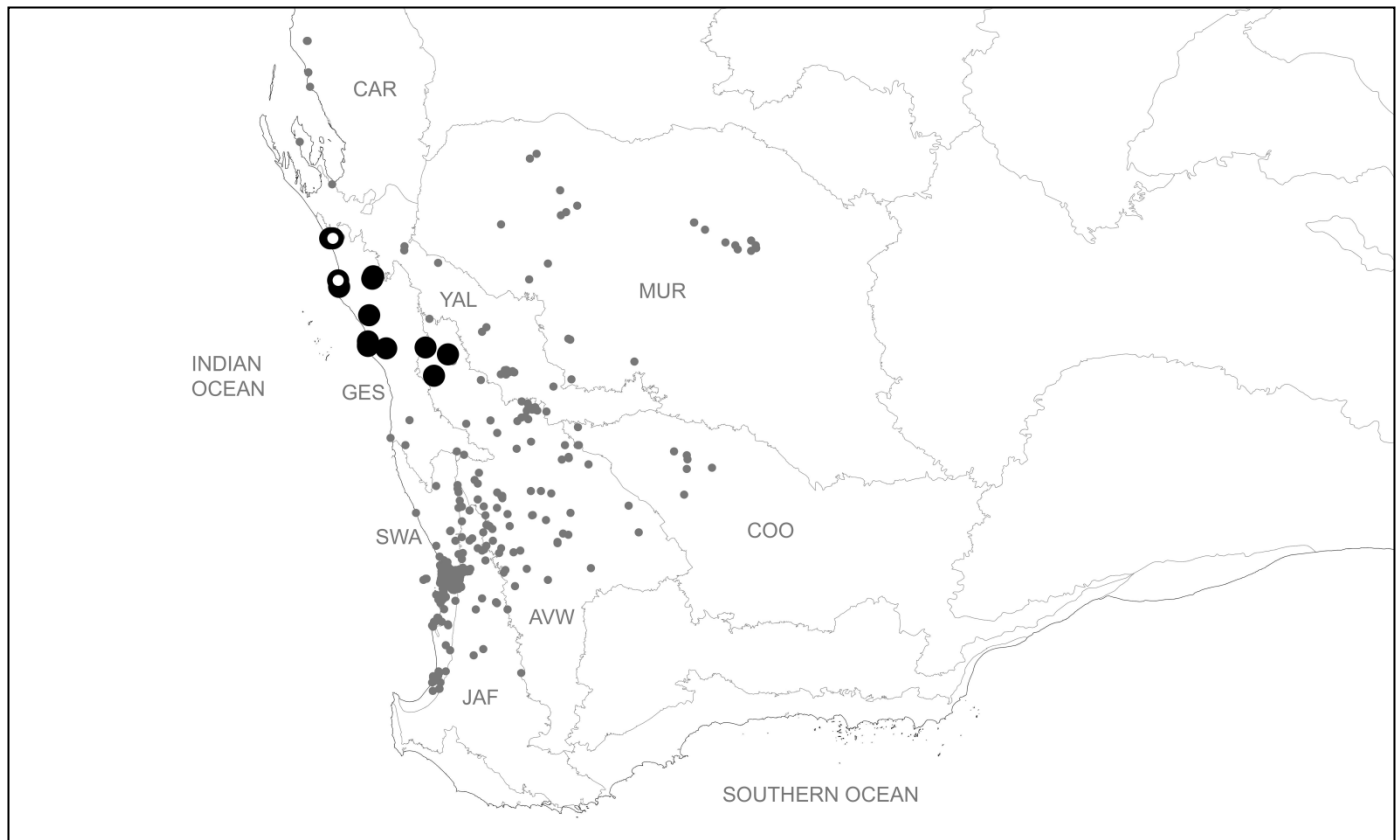 CAR
YAL
MUR
INDIAN
OCEAN
GES
SWA
COO
AVW
JAF
SOUTHERN OCEAN